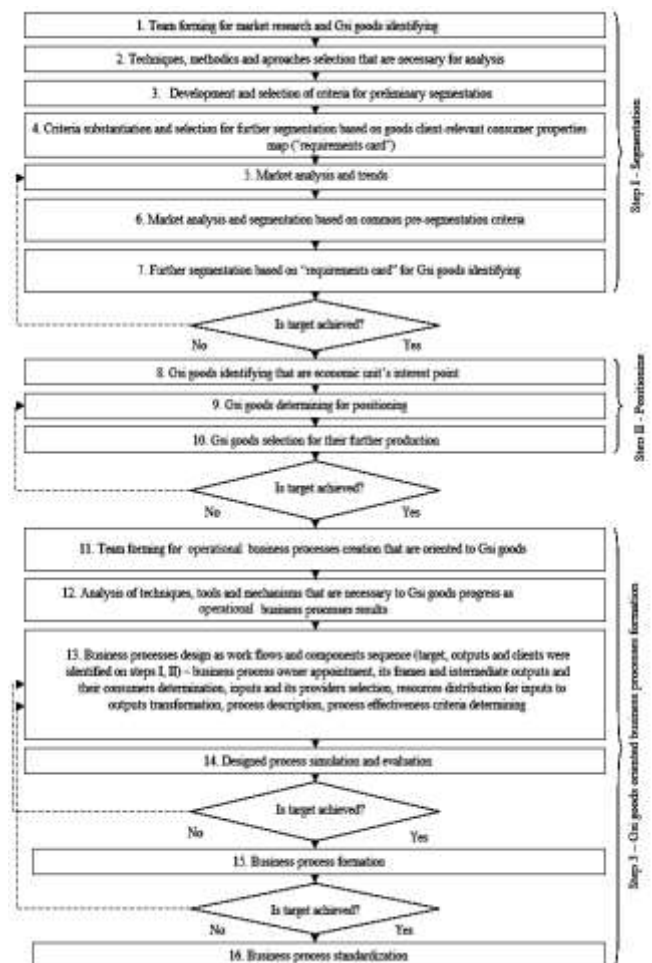 1. Team forming for market research and Gsi goods identifying
2. Techniques, methodics and aproaches selection that are necessary for analysis
3. Development and selection of criteria for preliminary segmentation
4. Criteria substantiation and selection for further segmentation based on goods client-relevant consumer properties
map ("requirements card")
5. Market analysis and trends
6. Market analysis and segmentation based on common pre-segmentation criteria
7. Further segmentation based on "requirements card" for Gsi goods identifying
Step I - Segmentation
Is target achieved?
No Yes
8. Gsi goods identifying that are economic unit's interest point
9. Gsi goods determining for positioning
10. Gsi goods selection for their further production
Step II - Positioning
Is target achieved?
No Yes
11. Team forming for operational business processes creation that are oriented to Gsi goods
12. Analysis of techniques, tools and mechanisms that are necessary to Gsi goods progress as
operational business processes results
13. Business processes design as work flows and components sequence (target, outputs and clients were
identified on steps I, II) – business process owner appointment, its frames and intermediate outputs and
their consumers determination, inputs and its providers selection, resources distribution for inputs to
outputs transformation, process description, process effectiveness criteria determining
14. Designed process simulation and evaluation
Is target achieved?
No Yes
15. Business process formation
Is target achieved?
No Yes
16. Business process standardization
Step 3 – Gsi goods oriented business processes formation